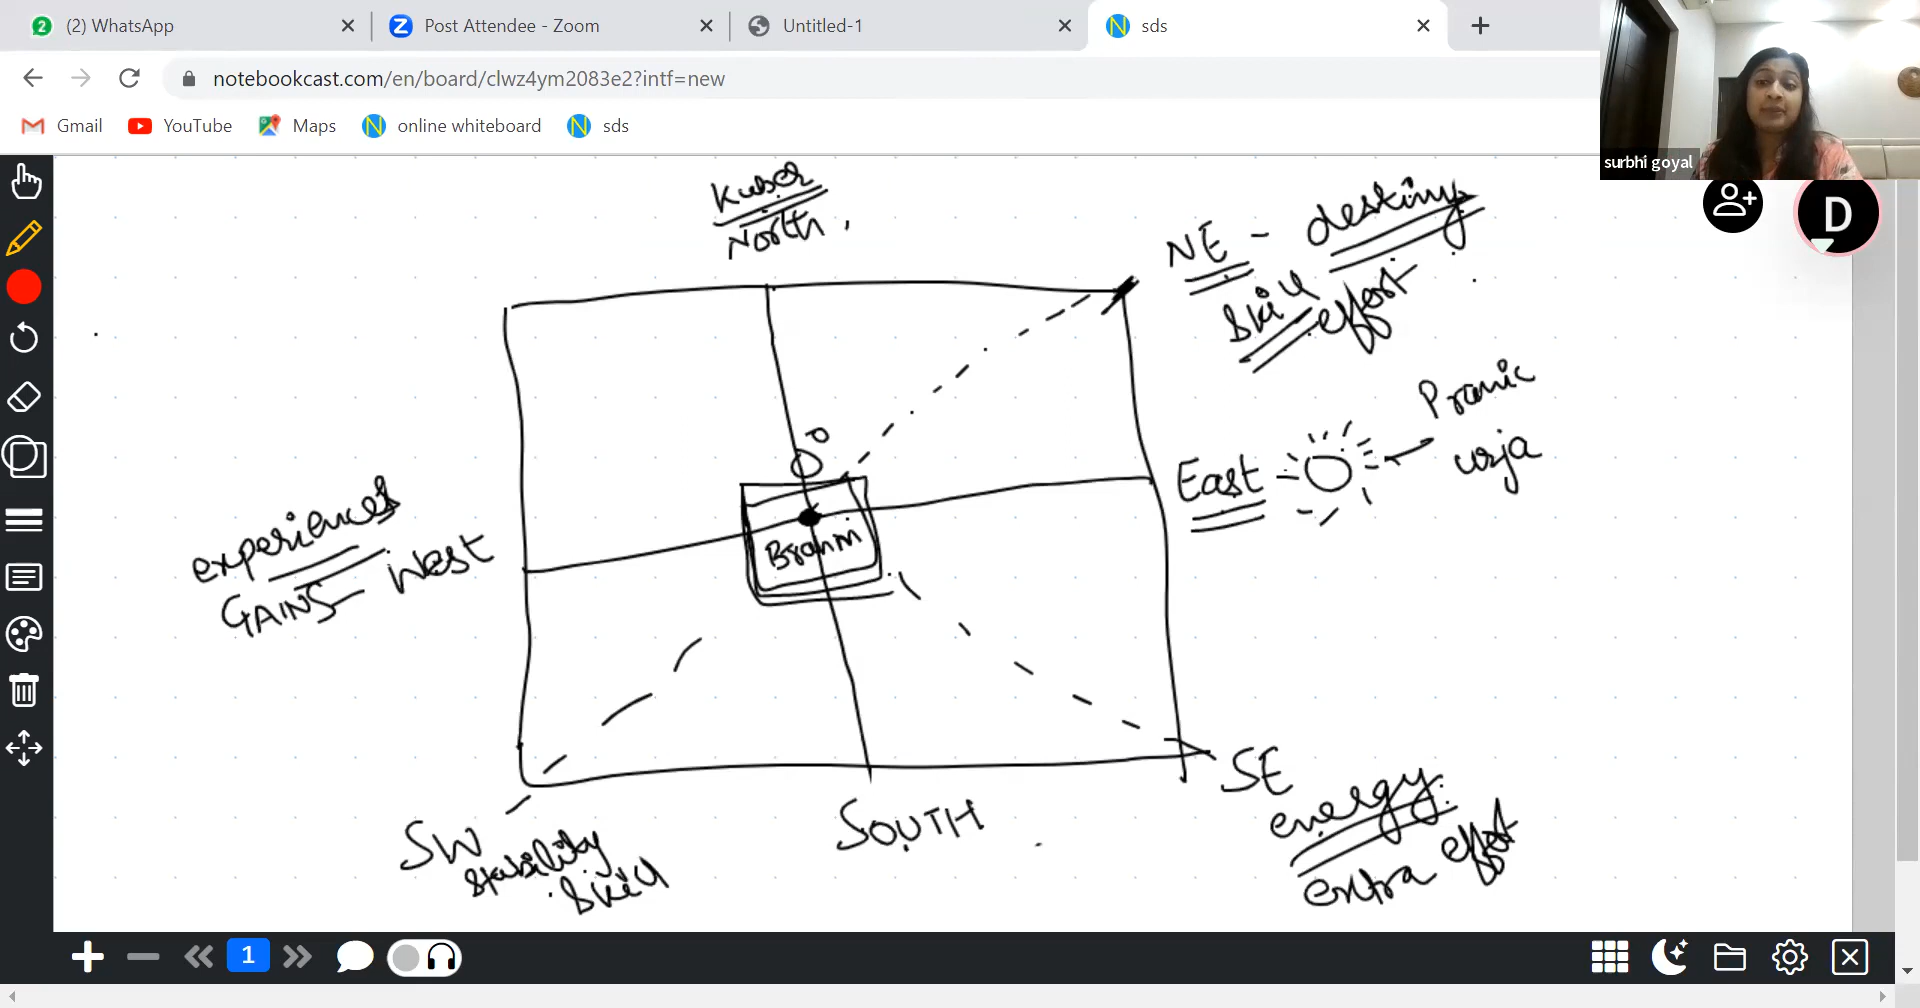 (2) WhatsApp
Post Attendee - Zoom
Untitled-1
sds
notebookcast.com/en/board/clwz4ym2083e2?intf=new
Gmail
YouTube
Maps
online whiteboard
sds
surbhi goyal
D
Kuber
North
NE - destiny
Skill effort
East
Pranic
urja
Brahm
experiences
GAINS - West
SW
stability
skill
SOUTH
SE
energy
extra effort
1